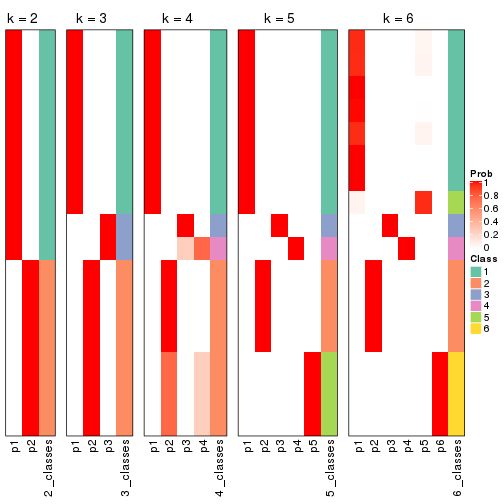 k = 2
k = 3
k = 4
k = 5
k = 6
Prob
1
0.8
0.6
0.4
0.2
0
Class
1
2
3
4
5
6
p1
p2
2_classes
p1
p2
p3
3_classes
p1
p2
p3
p4
4_classes
p1
p2
p3
p4
p5
5_classes
p1
p2
p3
p4
p5
p6
6_classes